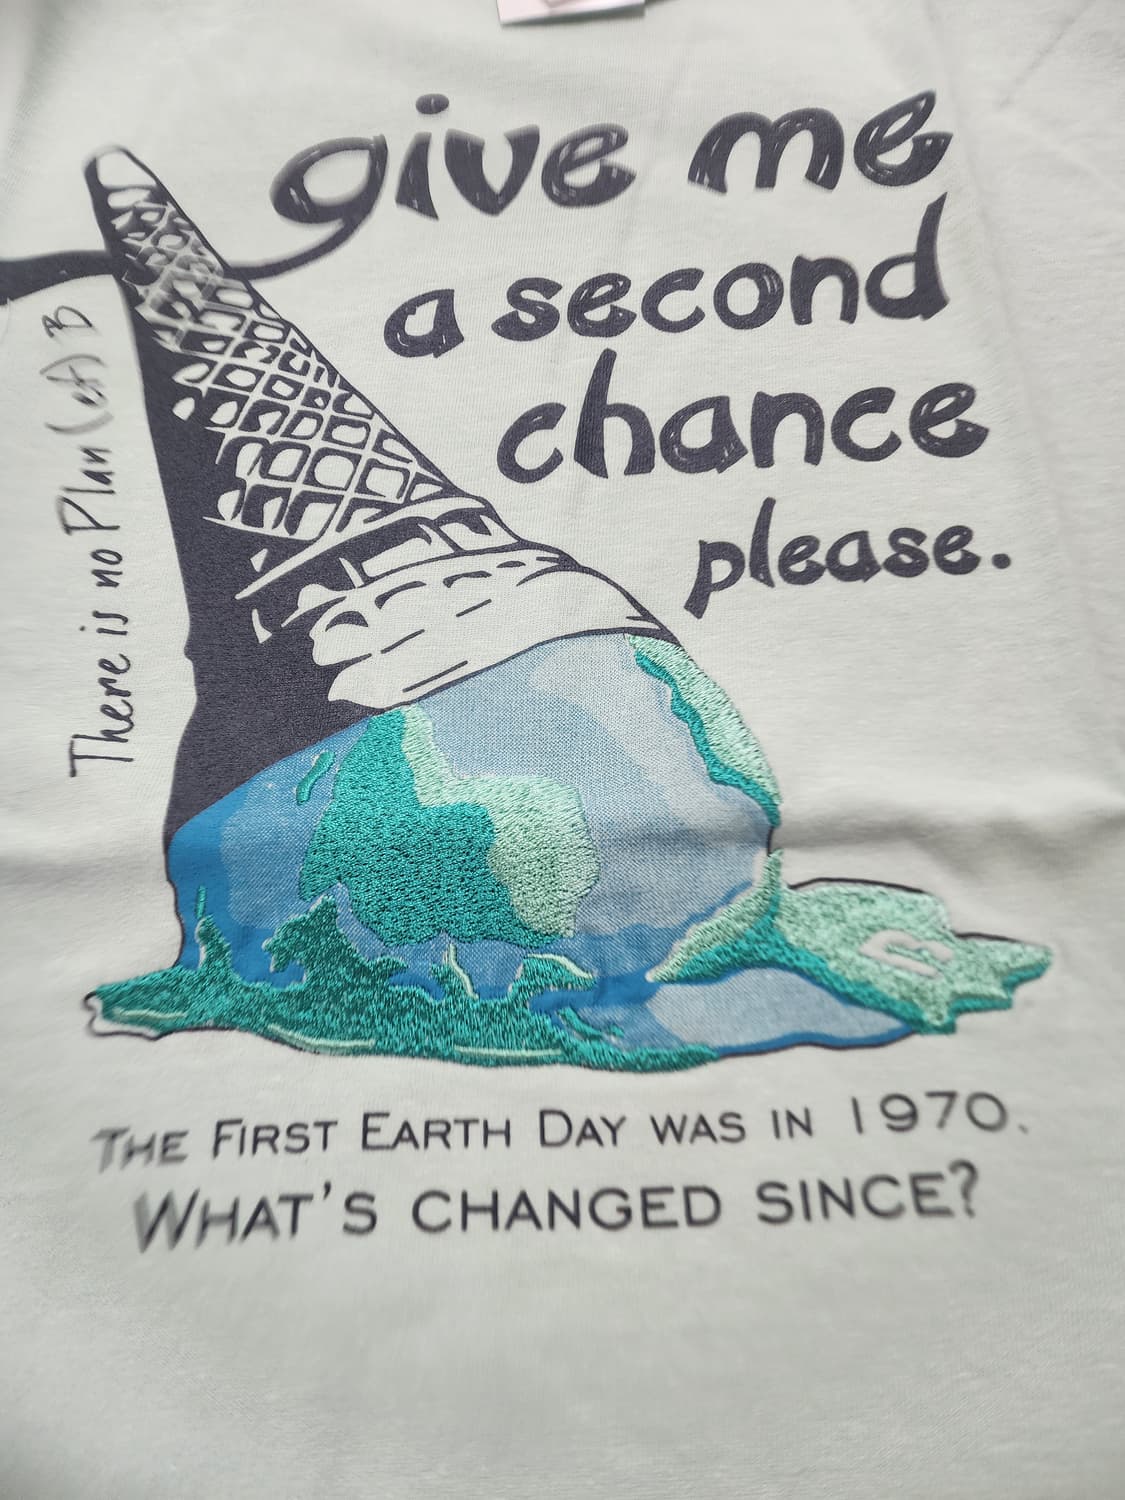 give me
a second
chance
please.
There is no Plan(et) B
THE FIRST EARTH DAY WAS IN 1970.
WHAT'S CHANGED SINCE?